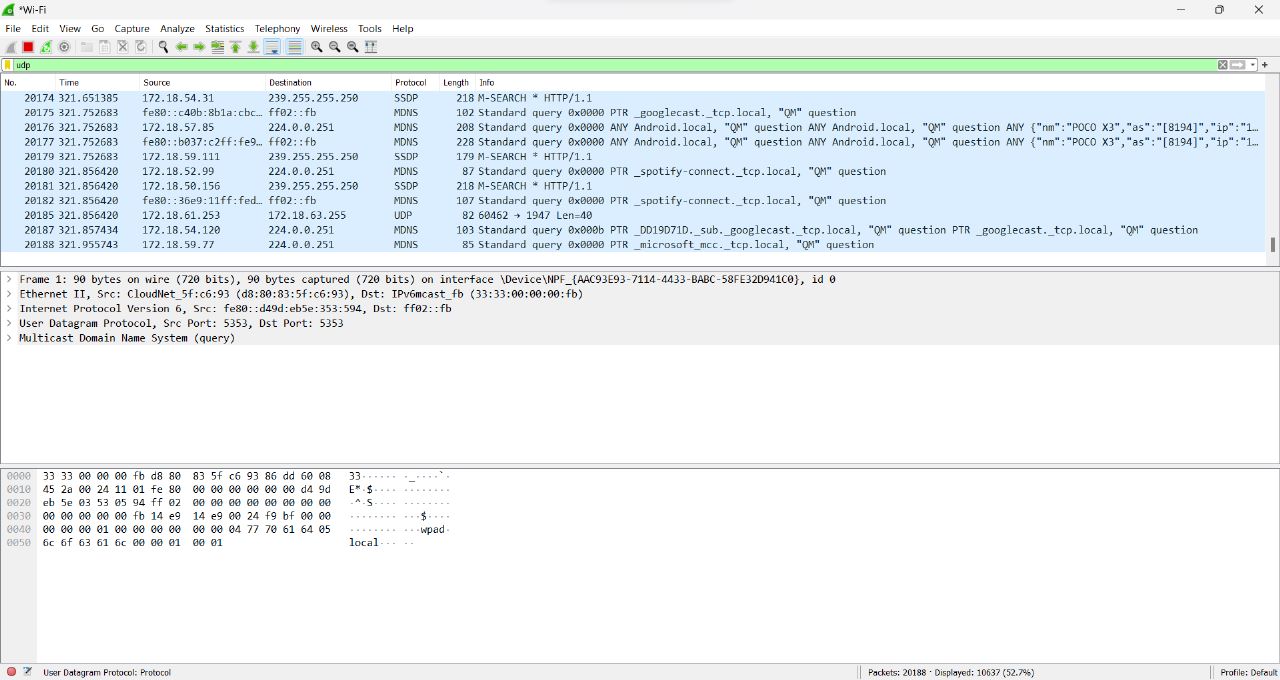 *Wi-Fi
File Edit View Go Capture Analyze Statistics Telephony Wireless Tools Help
udp
No. Time Source Destination Protocol Length Info
20174 321.651385 172.18.54.31 239.255.255.250 SSDP 218 M-SEARCH * HTTP/1.1
20175 321.752683 fe80::c40b:8b1a:cbc… ff02::fb MDNS 102 Standard query 0x0000 PTR _googlecast._tcp.local, "QM" question
20176 321.752683 172.18.57.85 224.0.0.251 MDNS 208 Standard query 0x0000 ANY Android.local, "QM" question ANY Android.local, "QM" question ANY {"nm":"POCO X3","as":"[8194]","ip":"1…
20177 321.752683 fe80::b037:c2ff:fe9… ff02::fb MDNS 228 Standard query 0x0000 ANY Android.local, "QM" question ANY Android.local, "QM" question ANY {"nm":"POCO X3","as":"[8194]","ip":"1…
20179 321.752683 172.18.59.111 239.255.255.250 SSDP 179 M-SEARCH * HTTP/1.1
20180 321.856420 172.18.52.99 224.0.0.251 MDNS 87 Standard query 0x0000 PTR _spotify-connect._tcp.local, "QM" question
20181 321.856420 172.18.50.156 239.255.255.250 SSDP 218 M-SEARCH * HTTP/1.1
20182 321.856420 fe80::36e9:11ff:fed… ff02::fb MDNS 107 Standard query 0x0000 PTR _spotify-connect._tcp.local, "QM" question
20185 321.856420 172.18.61.253 172.18.63.255 UDP 82 60462 → 1947 Len=40
20187 321.857434 172.18.54.120 224.0.0.251 MDNS 103 Standard query 0x000b PTR _DD19D71D._sub._googlecast._tcp.local, "QM" question PTR _googlecast._tcp.local, "QM" question
20188 321.955743 172.18.59.77 224.0.0.251 MDNS 85 Standard query 0x0000 PTR _microsoft_mcc._tcp.local, "QM" question
Frame 1: 90 bytes on wire (720 bits), 90 bytes captured (720 bits) on interface \Device\NPF_{AAC93E93-7114-4433-BABC-58FE32D941C0}, id 0
Ethernet II, Src: CloudNet_5f:c6:93 (d8:80:83:5f:c6:93), Dst: IPv6mcast_fb (33:33:00:00:00:fb)
Internet Protocol Version 6, Src: fe80::d49d:eb5e:353:594, Dst: ff02::fb
User Datagram Protocol, Src Port: 5353, Dst Port: 5353
Multicast Domain Name System (query)
0000 33 33 00 00 00 fb d8 80 83 5f c6 93 86 dd 60 08 33······ ·_····`·
0010 45 2a 00 24 11 01 fe 80 00 00 00 00 00 00 d4 9d E*·$···· ········
0020 eb 5e 03 53 05 94 ff 02 00 00 00 00 00 00 00 00 ·^·S···· ········
0030 00 00 00 00 00 fb 14 e9 14 e9 00 24 f9 bf 00 00 ········ ···$····
0040 00 00 00 01 00 00 00 00 00 00 04 77 70 61 64 05 ········ ···wpad·
0050 6c 6f 63 61 6c 00 00 01 00 01 local··· ··
User Datagram Protocol: Protocol Packets: 20188 · Displayed: 10637 (52.7%) Profile: Default